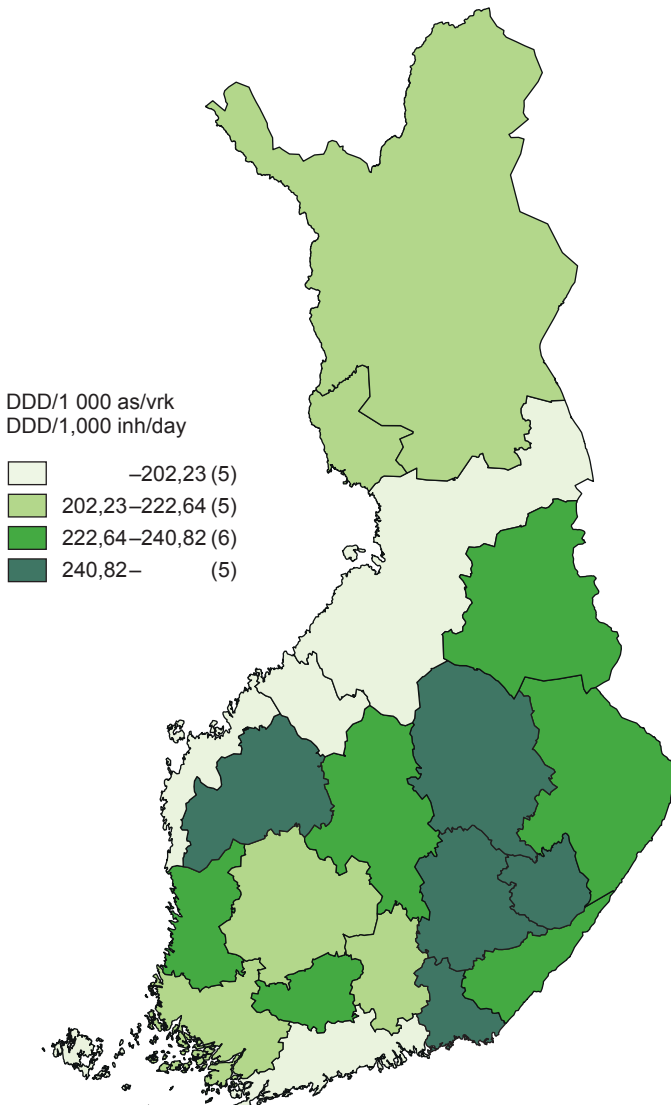 DDD/1 000 as/vrk
DDD/1,000 inh/day
–202,23 (5)
202,23–222,64 (5)
222,64–240,82 (6)
240,82– (5)